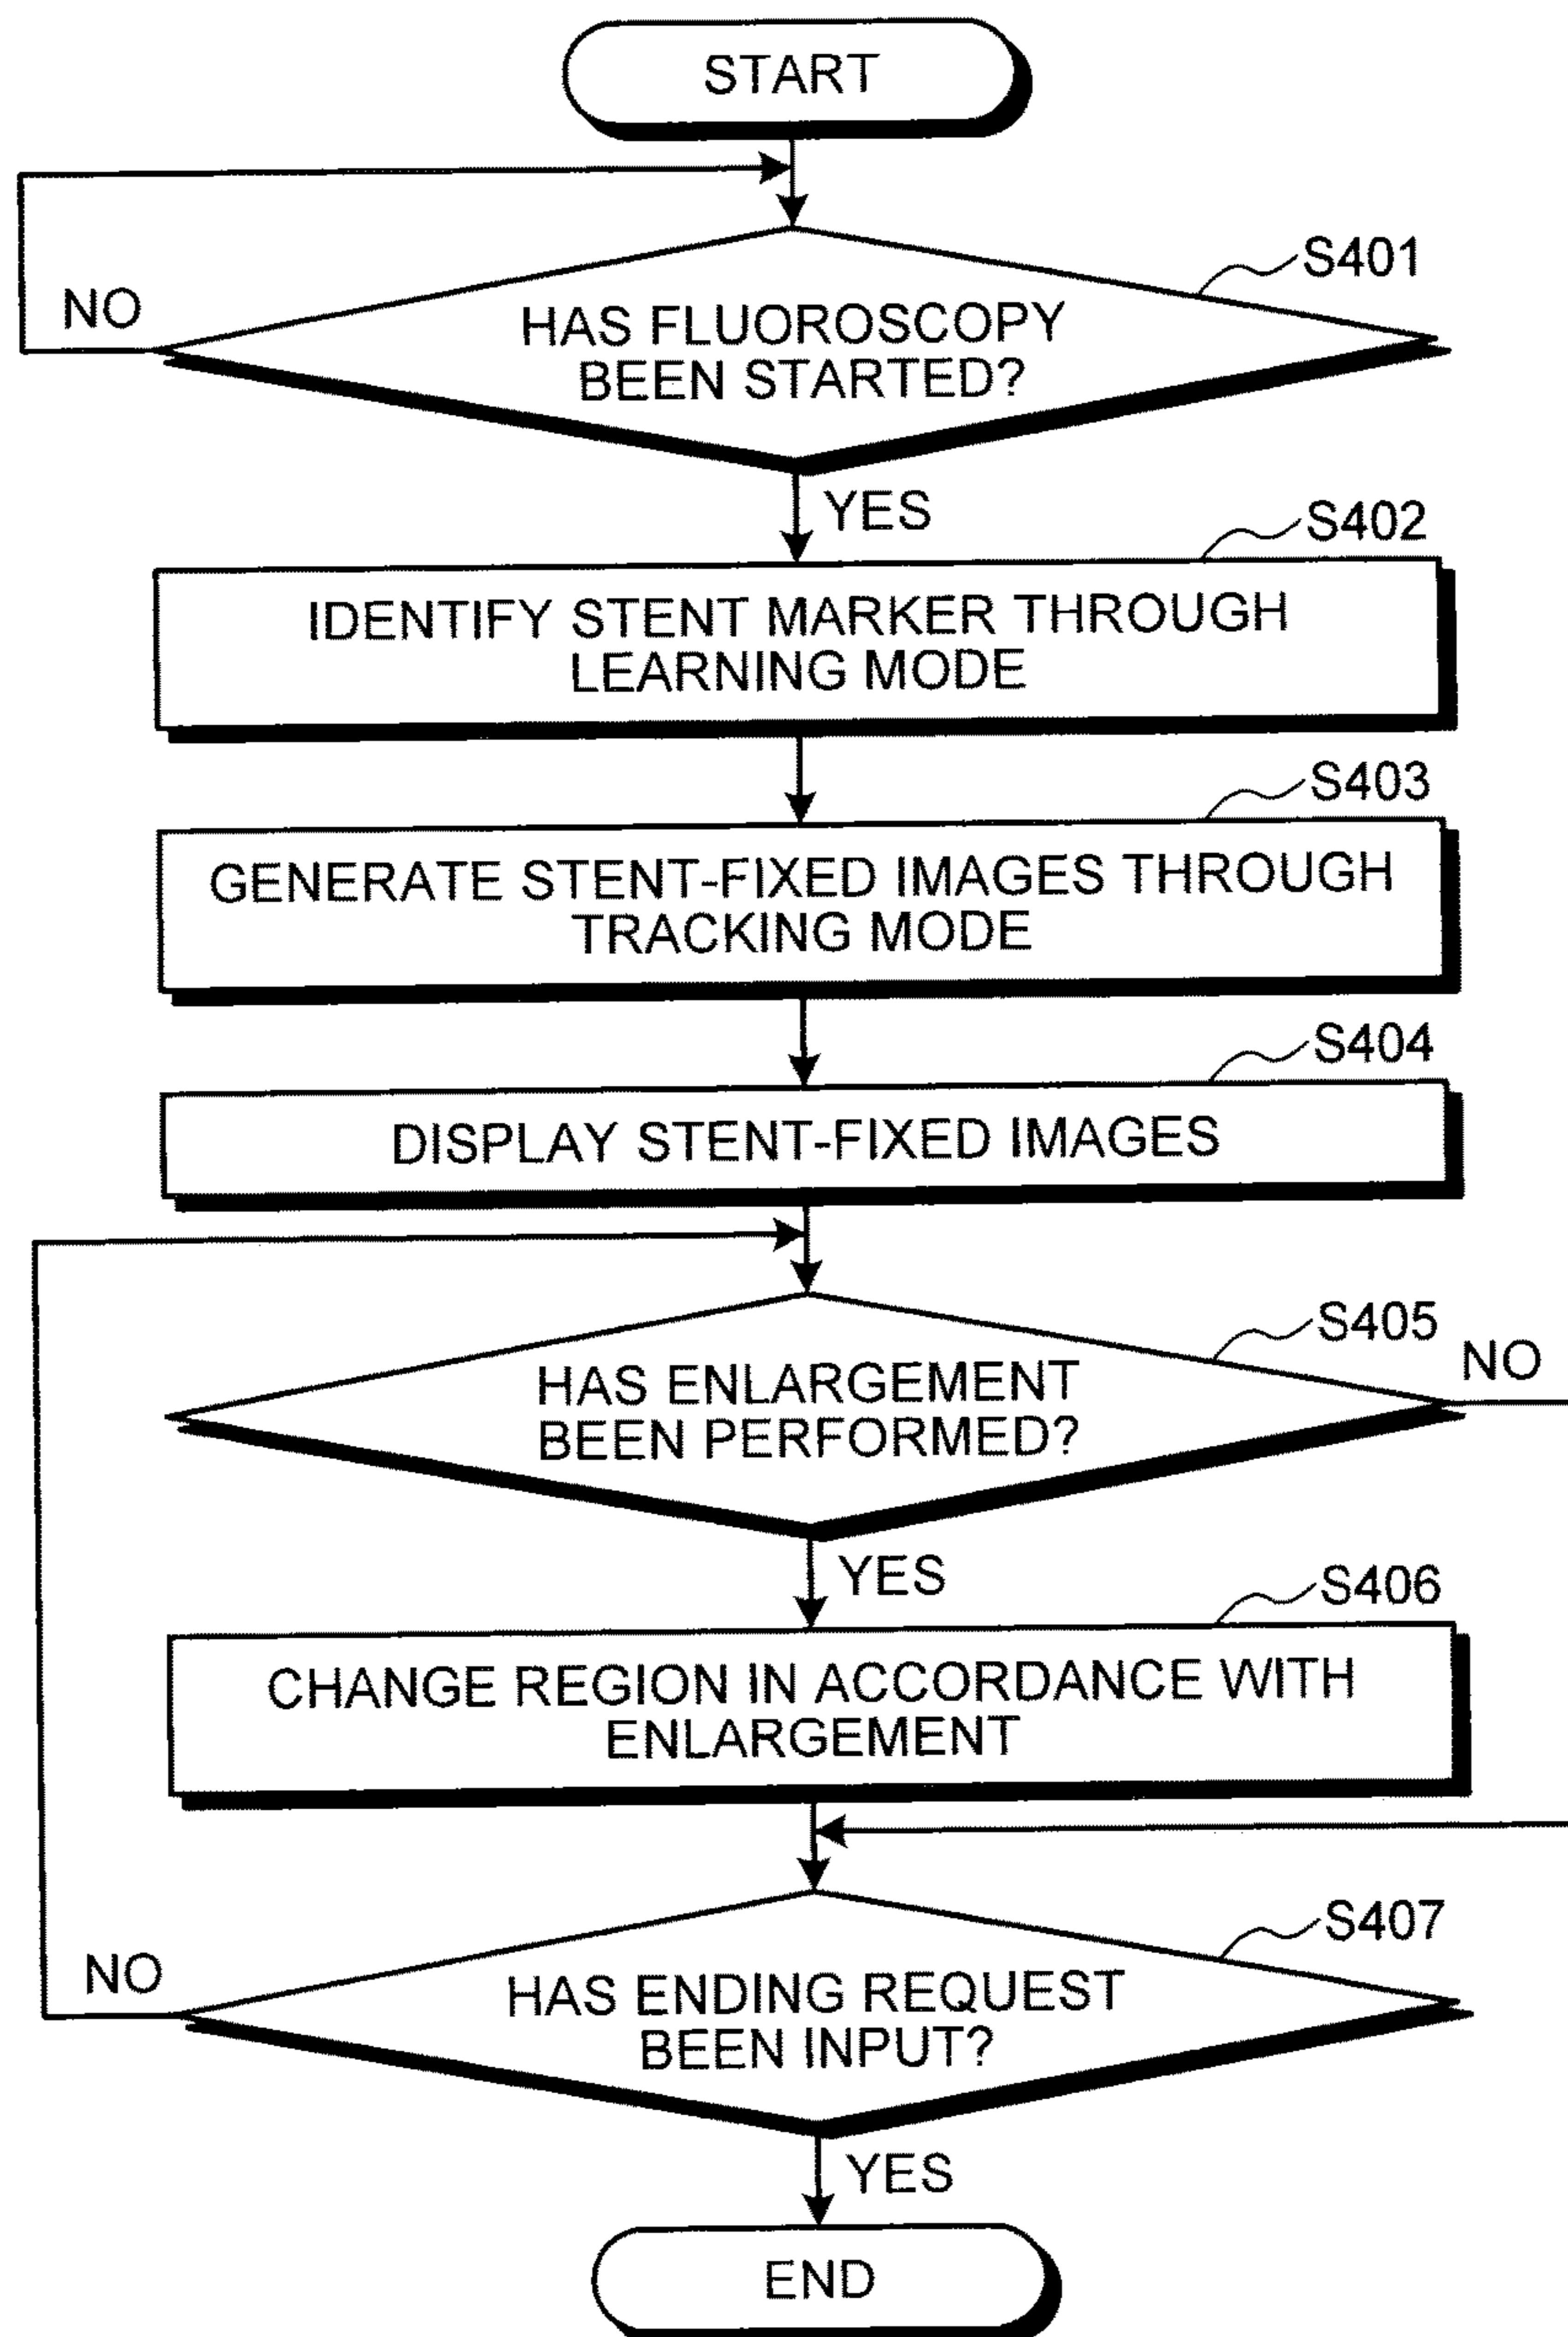 START
S401
NO
HAS FLUOROSCOPY
BEEN STARTED?
YES
S402
IDENTIFY STENT MARKER THROUGH
LEARNING MODE
S403
GENERATE STENT-FIXED IMAGES THROUGH
TRACKING MODE
S404
DISPLAY STENT-FIXED IMAGES
S405
NO
HAS ENLARGEMENT
BEEN PERFORMED?
YES
S406
CHANGE REGION IN ACCORDANCE WITH
ENLARGEMENT
S407
NO
HAS ENDING REQUEST
BEEN INPUT?
YES
END